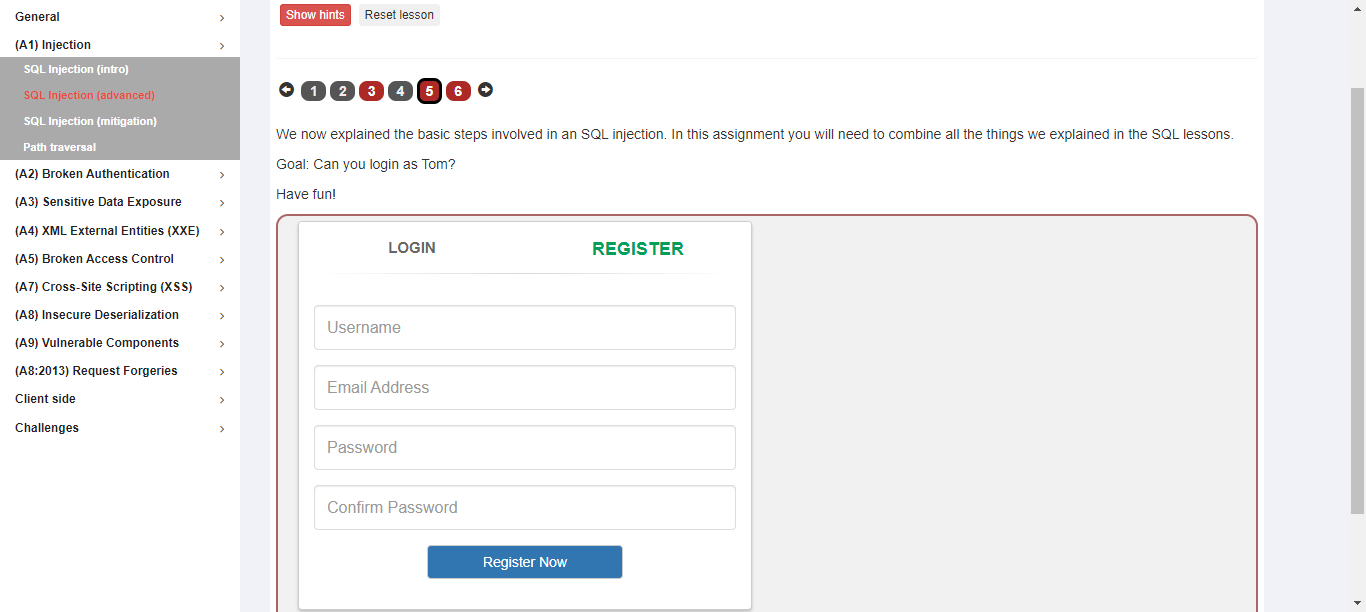 General
(A1) Injection
SQL Injection (intro)
SQL Injection (advanced)
SQL Injection (mitigation)
Path traversal
(A2) Broken Authentication
(A3) Sensitive Data Exposure
(A4) XML External Entities (XXE)
(A5) Broken Access Control
(A7) Cross-Site Scripting (XSS)
(A8) Insecure Deserialization
(A9) Vulnerable Components
(A8:2013) Request Forgeries
Client side
Challenges
Show hints Reset lesson
1 2 3 4 5 6
We now explained the basic steps involved in an SQL injection. In this assignment you will need to combine all the things we explained in the SQL lessons.
Goal: Can you login as Tom?
Have fun!
LOGIN REGISTER
Username
Email Address
Password
Confirm Password
Register Now